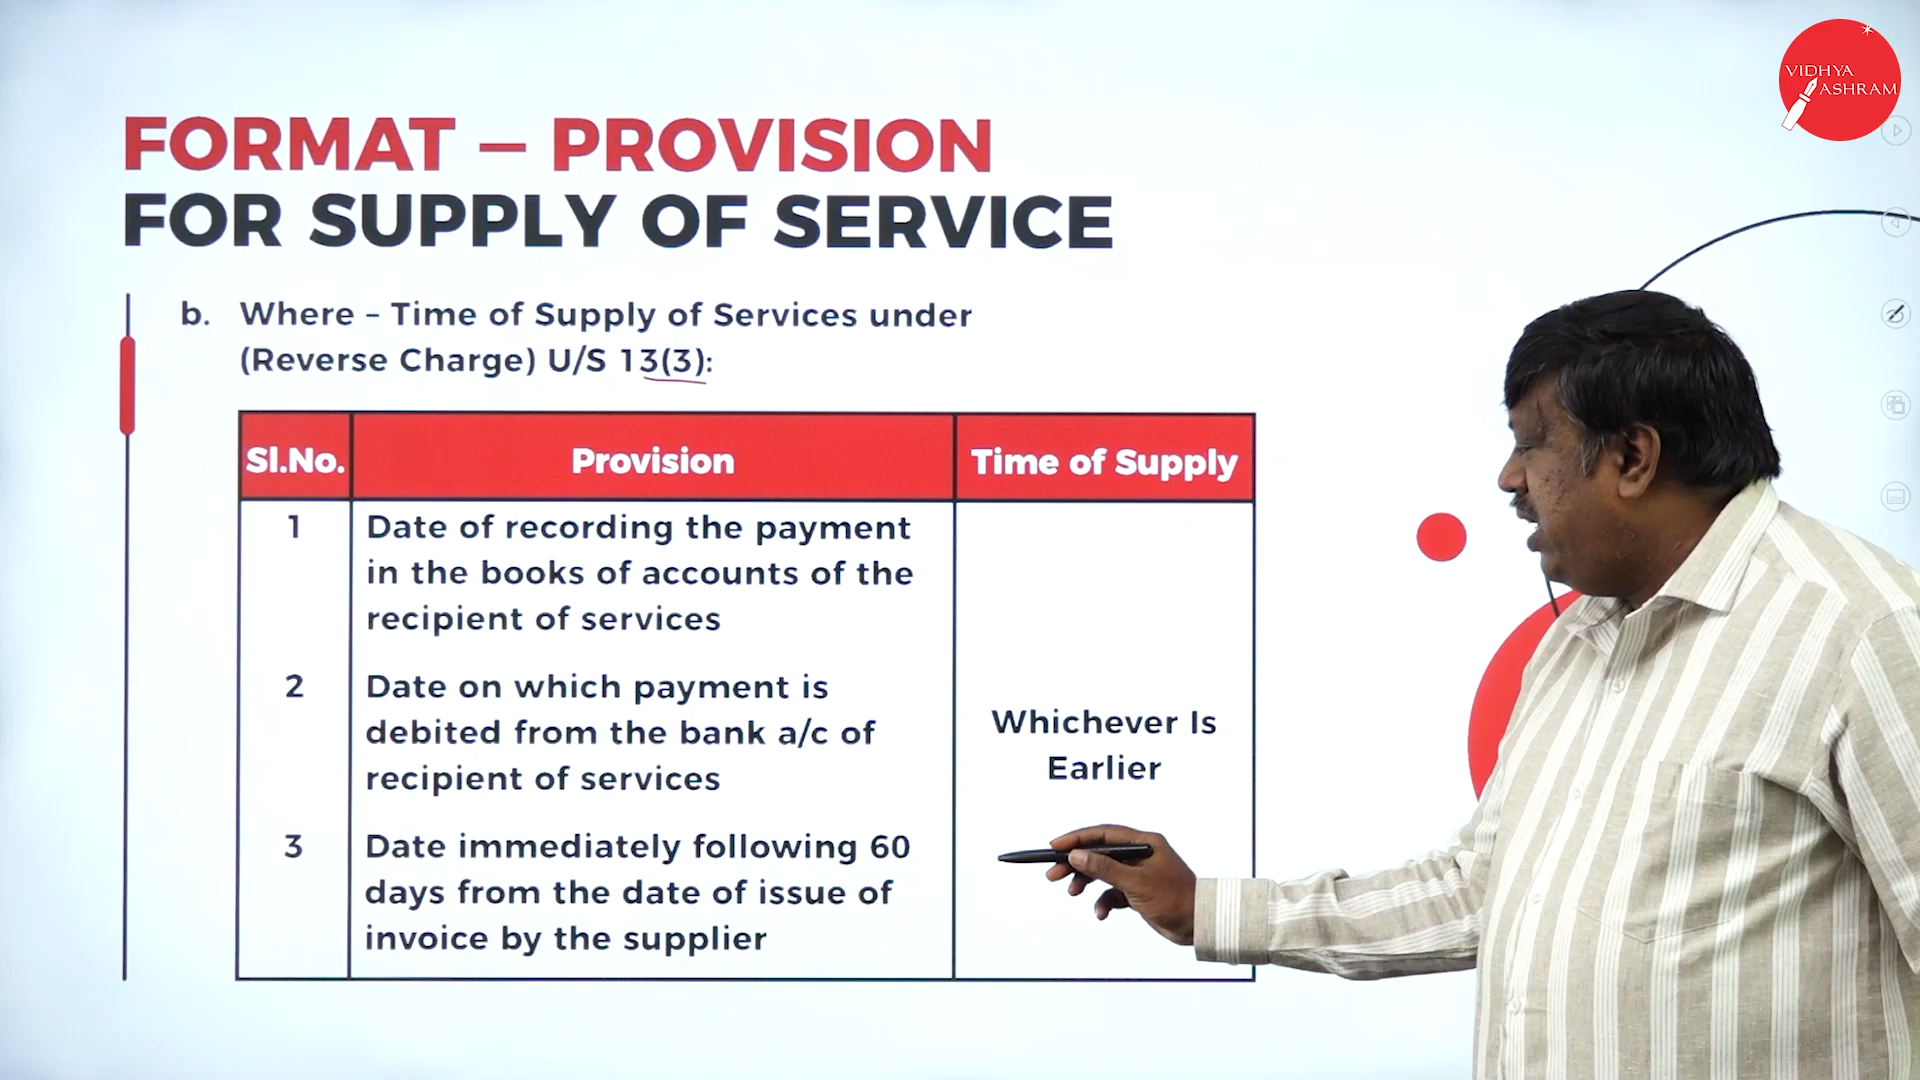 VIDHYA
ASHRAM
FORMAT – PROVISION
FOR SUPPLY OF SERVICE
b. Where – Time of Supply of Services under
(Reverse Charge) U/S 13(3):
Sl.No. Provision Time of Supply
1 Date of recording the payment
in the books of accounts of the
recipient of services
2 Date on which payment is
debited from the bank a/c of
recipient of services
Whichever Is
Earlier
3 Date immediately following 60
days from the date of issue of
invoice by the supplier